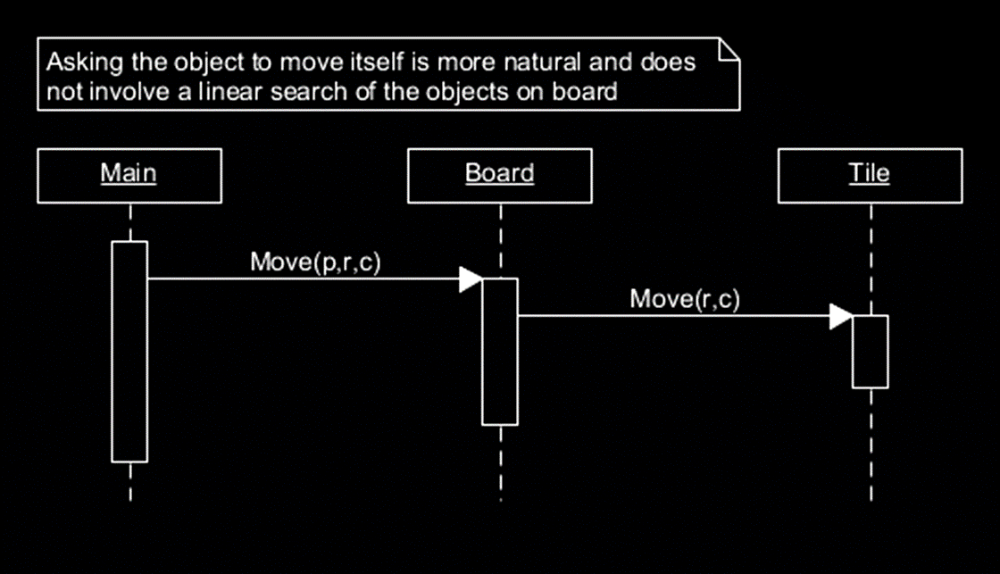 Asking the object to move itself is more natural and does
not involve a linear search of the objects on board
Main
Board
Tile
Move(p,r,c)
Move(r,c)